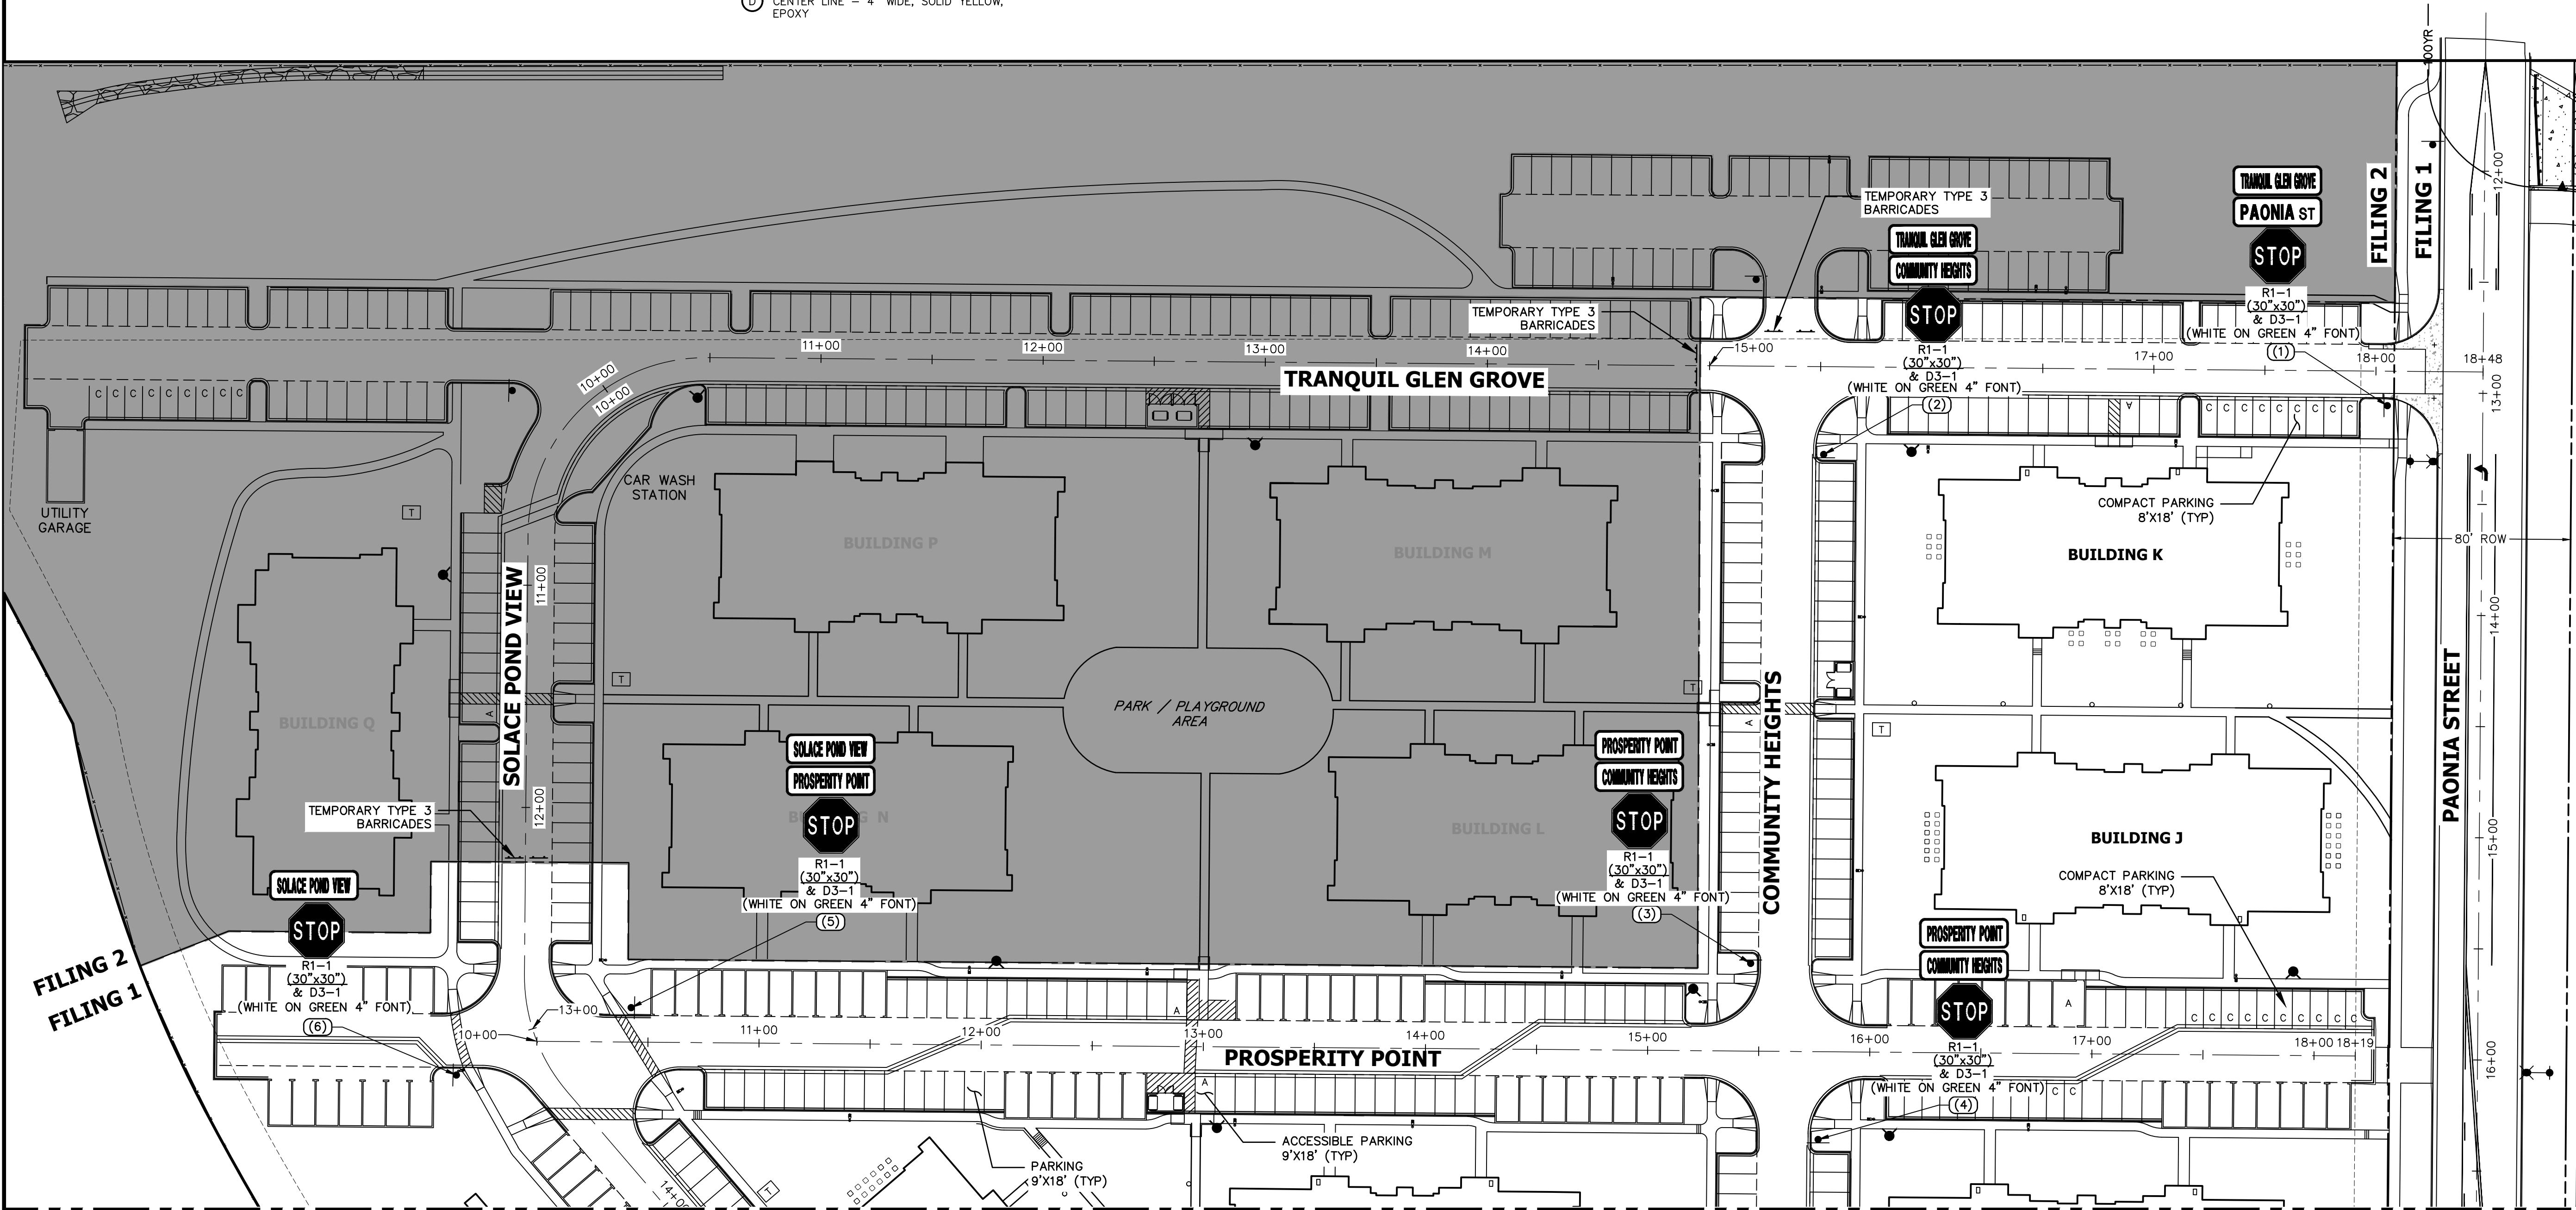 D CENTER LINE – 4" WIDE, SOLID YELLOW,
EPOXY
100YR
FILING 2
FILING 1
12+00
TEMPORARY TYPE 3
BARRICADES
TRANQUIL GLEN GROVE
COMMUNITY HEIGHTS
STOP
R1-1
(30"x30")
& D3-1
(WHITE ON GREEN 4" FONT)
(2)
TRANQUIL GLEN GROVE
PAONIA ST
STOP
R1-1
(30"x30")
& D3-1
(WHITE ON GREEN 4" FONT)
(1)
TEMPORARY TYPE 3
BARRICADES
10+00
10+00
11+00
12+00
13+00
14+00
15+00
17+00
18+00
18+48
13+00
TRANQUIL GLEN GROVE
C C C C C C C C C
A
C C C C C C C C C
COMPACT PARKING
8'X18' (TYP)
UTILITY
GARAGE
T
CAR WASH
STATION
BUILDING P
BUILDING M
BUILDING K
80' ROW
SOLACE POND VIEW
11+00
12+00
A
T
BUILDING Q
PARK / PLAYGROUND
AREA
T
COMMUNITY HEIGHTS
A
T
14+00
PAONIA STREET
15+00
16+00
TEMPORARY TYPE 3
BARRICADES
SOLACE POND VIEW
PROSPERITY POINT
STOP
R1-1
(30"x30")
& D3-1
(WHITE ON GREEN 4" FONT)
(5)
PROSPERITY POINT
COMMUNITY HEIGHTS
STOP
R1-1
(30"x30")
& D3-1
(WHITE ON GREEN 4" FONT)
(3)
BUILDING L
BUILDING J
COMPACT PARKING
8'X18' (TYP)
SOLACE POND VIEW
STOP
R1-1
(30"x30")
& D3-1
(WHITE ON GREEN 4" FONT)
(6)
FILING 2
FILING 1
PROSPERITY POINT
COMMUNITY HEIGHTS
STOP
R1-1
(30"x30")
& D3-1
(WHITE ON GREEN 4" FONT)
(4)
A
A
C C C C C C C C C C
13+00
10+00
11+00
12+00
13+00
14+00
15+00
16+00
17+00
18+00
18+19
PROSPERITY POINT
A
C C
PARKING
9'X18' (TYP)
ACCESSIBLE PARKING
9'X18' (TYP)
T